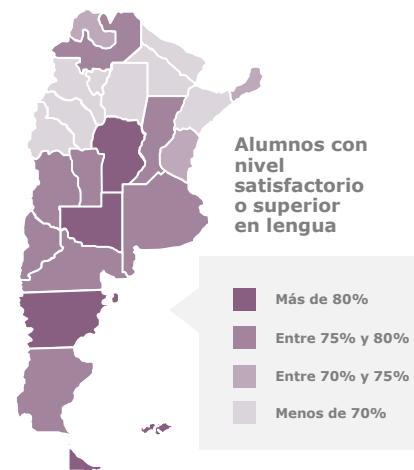 Alumnos con
nivel
satisfactorio
o superior
en lengua
Más de 80%
Entre 75% y 80%
Entre 70% y 75%
Menos de 70%